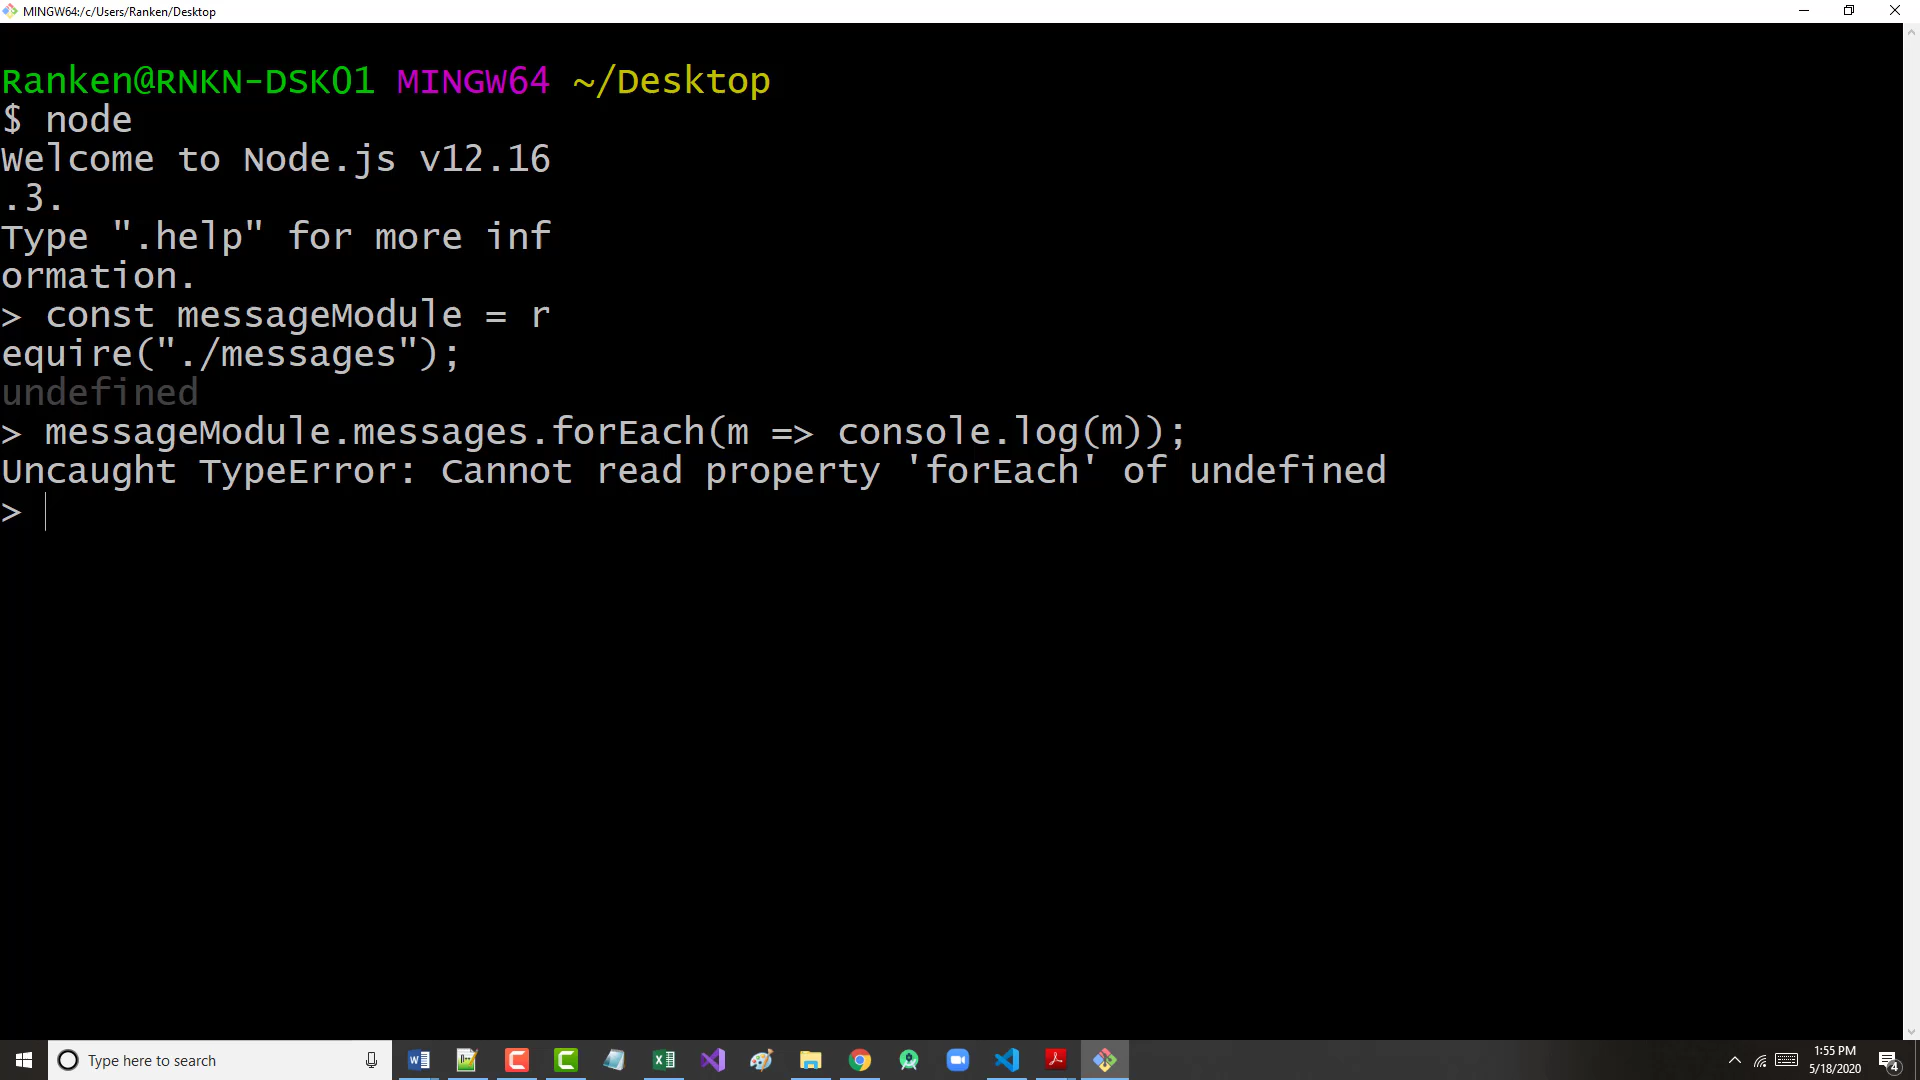 MINGW64:/c/Users/Ranken/Desktop
Ranken@RNKN-DSK01 MINGW64 ~/Desktop
$ node
Welcome to Node.js v12.16
.3.
Type ".help" for more inf
ormation.
> const messageModule = r
equire("./messages");
undefined
> messageModule.messages.forEach(m => console.log(m));
Uncaught TypeError: Cannot read property 'forEach' of undefined
>
Type here to search
1:55 PM
5/18/2020
4